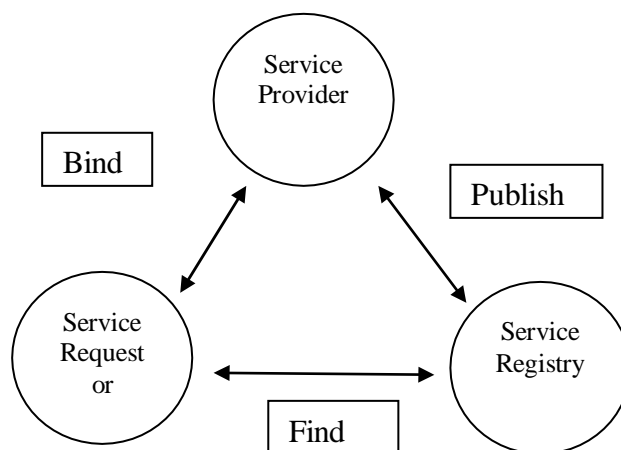 Service
Provider
Bind
Publish
Service
Request
or
Service
Registry
Find